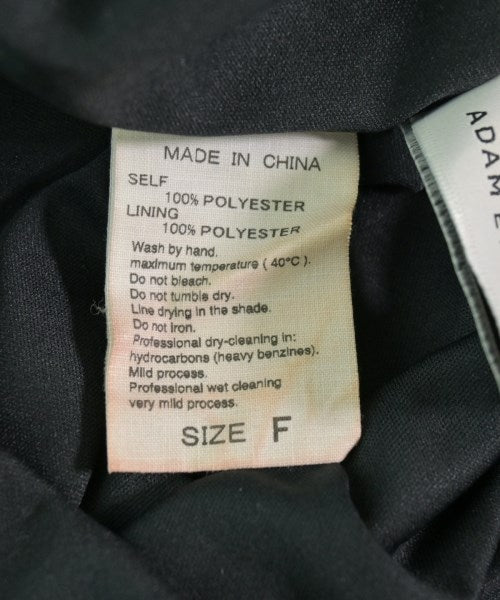 MADE IN CHINA
SELF
100% POLYESTER
LINING
100% POLYESTER
Wash by hand.
maximum temperature ( 40°C ).
Do not bleach.
Do not tumble dry.
Line drying in the shade.
Do not iron.
Professional dry-cleaning in:
hydrocarbons (heavy benzines).
Mild process.
Professional wet cleaning
very mild process.
SIZE F
ADAM